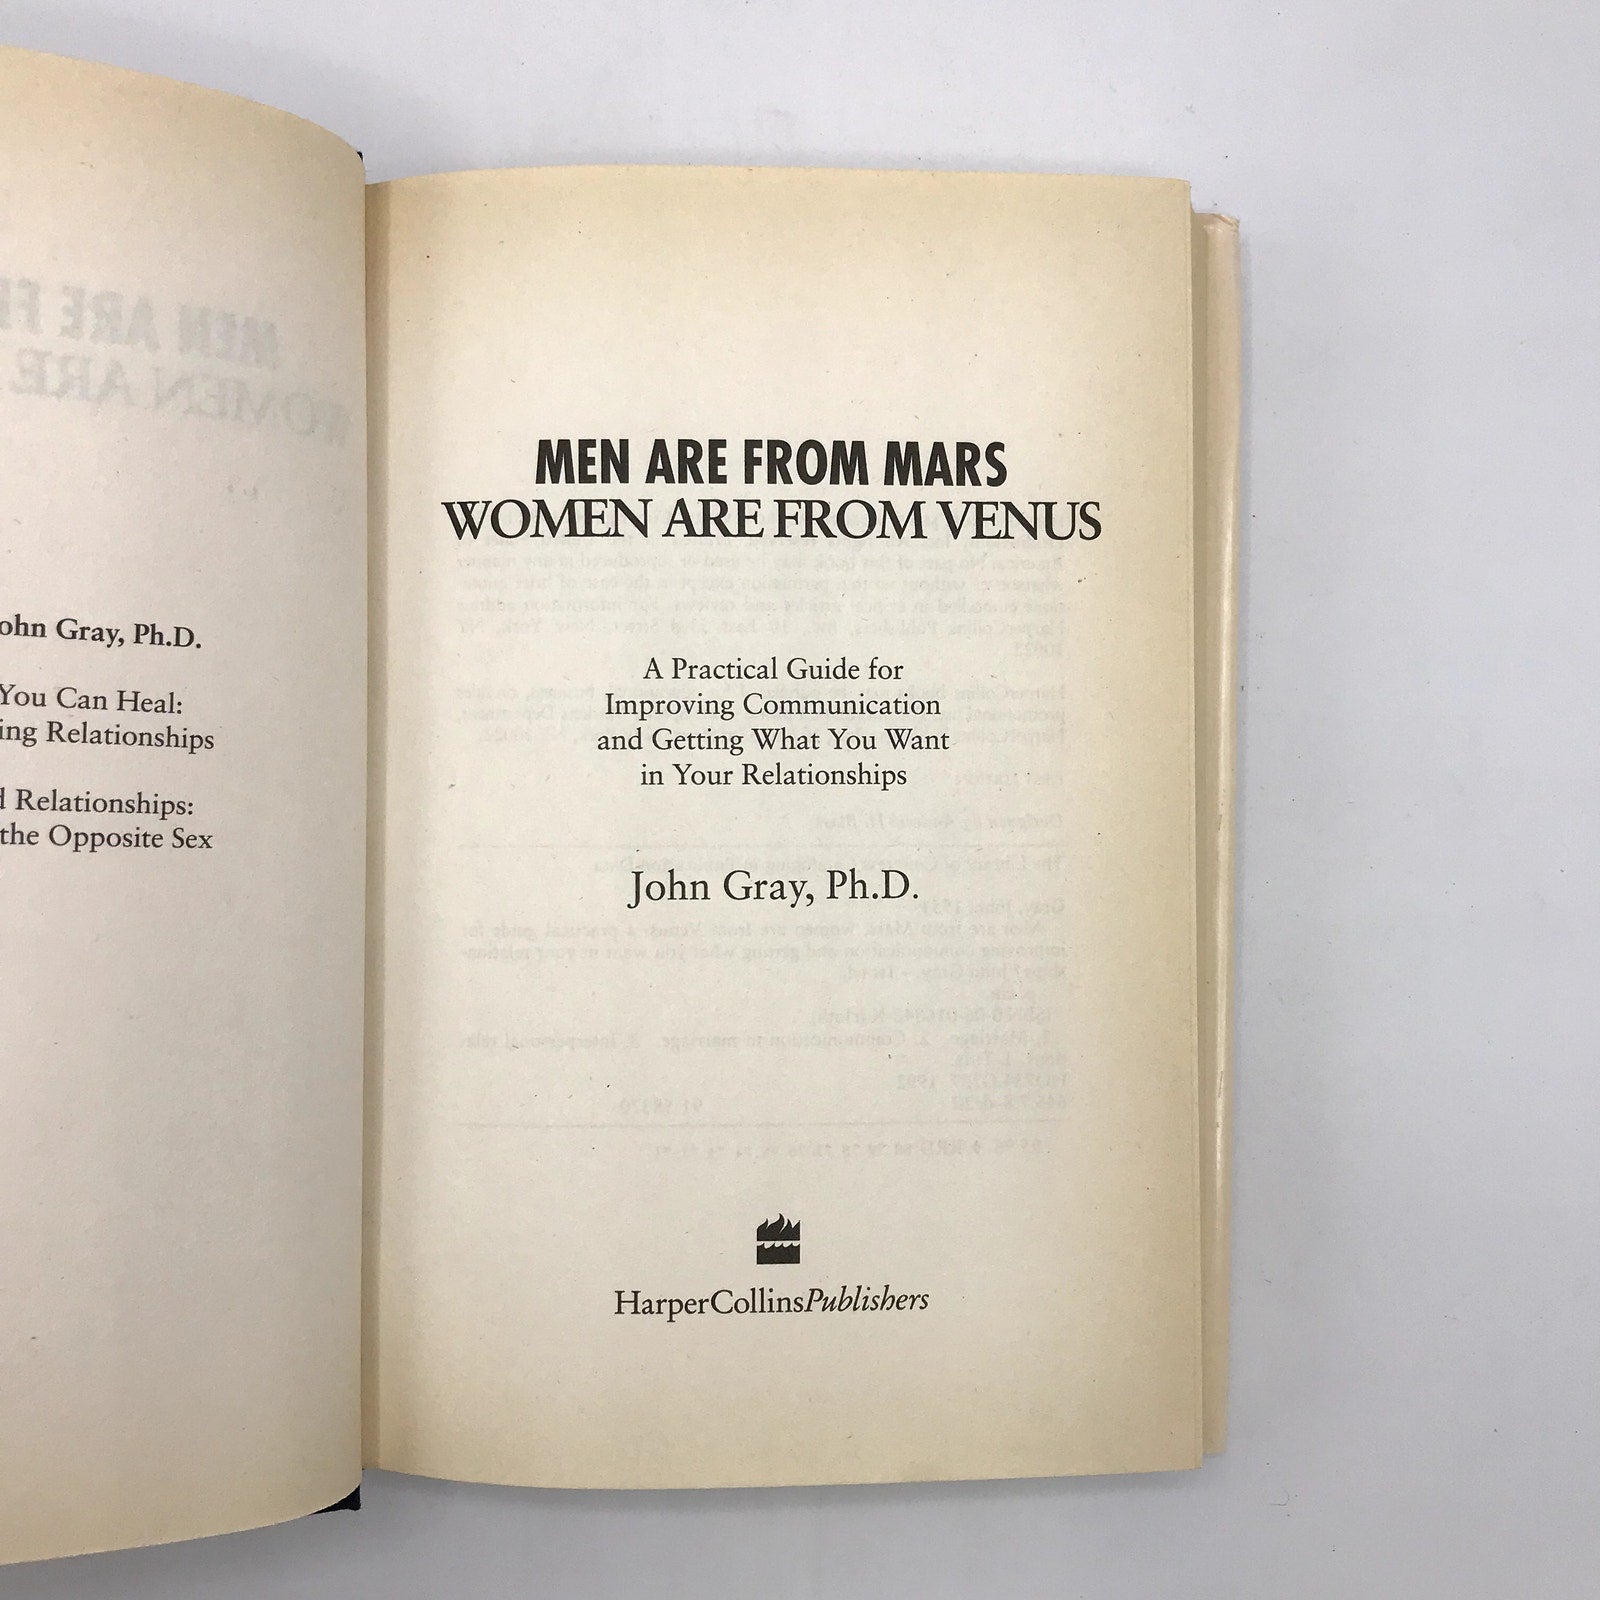 ohn Gray, Ph.D.
You Can Heal:
ing Relationships
d Relationships:
the Opposite Sex
MEN ARE FROM MARS
WOMEN ARE FROM VENUS
A Practical Guide for
Improving Communication
and Getting What You Want
in Your Relationships
John Gray, Ph.D.
HarperCollinsPublishers